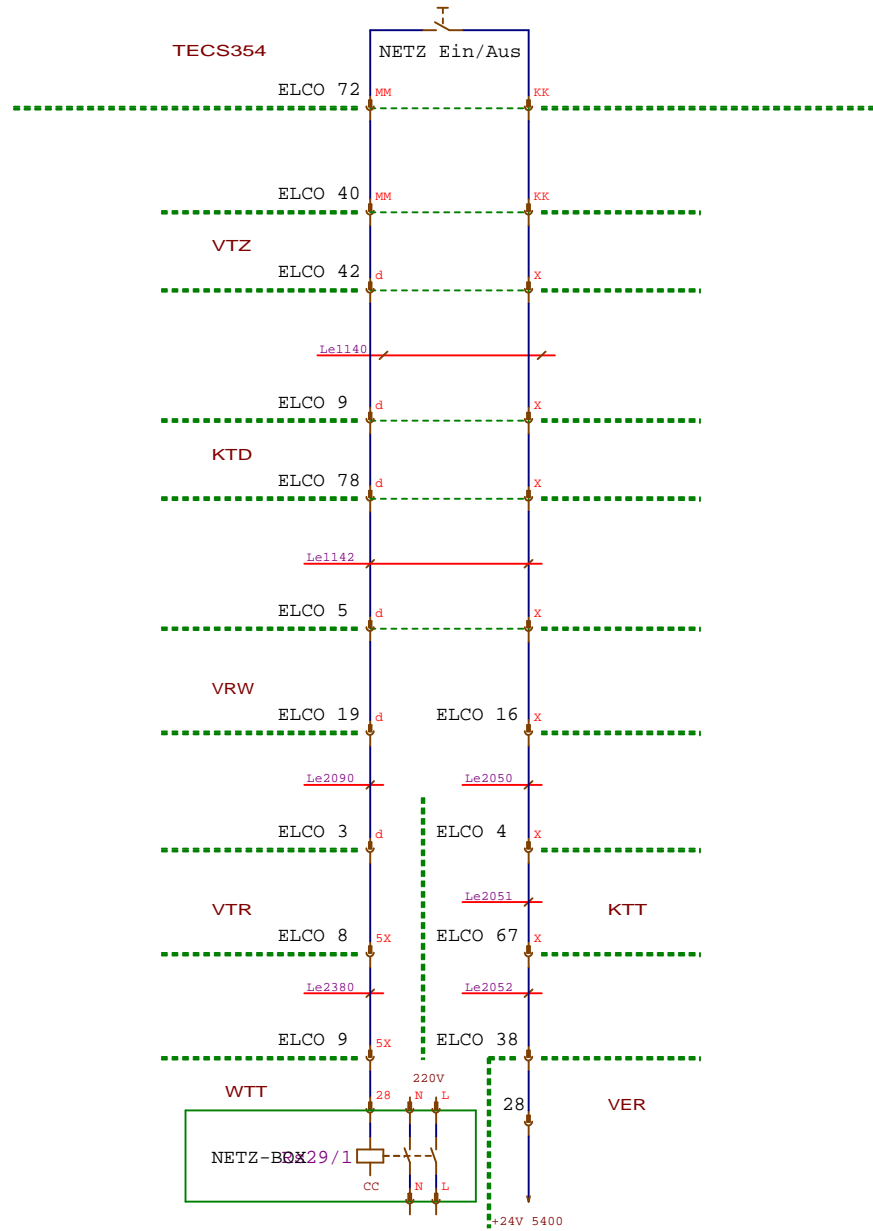 TECS354
NETZ Ein/Aus
ELCO 72 MM KK
ELCO 40 MM KK
VTZ
ELCO 42 d X
Le1140
ELCO 9 d X
KTD
ELCO 78 d X
Le1142
ELCO 5 d X
VRW
ELCO 19 d ELCO 16 X
Le2090 Le2050
ELCO 3 d ELCO 4 X
Le2051
VTR KTT
ELCO 8 5X ELCO 67 X
Le2380 Le2052
ELCO 9 5X ELCO 38
220V
WTT 28 N L 28 VER
NETZ-BOX 29/1
CC N L
+24V 5400